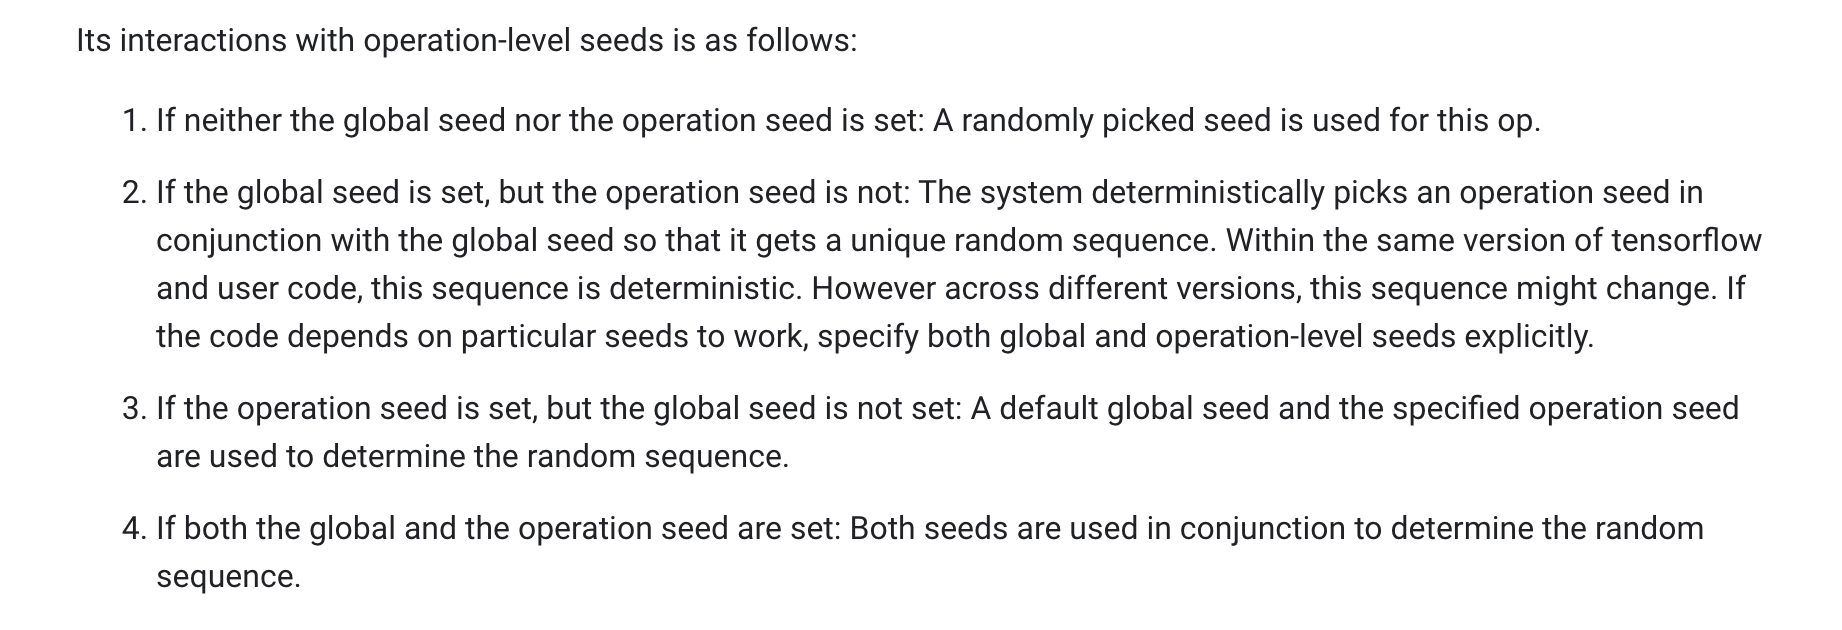 Its interactions with operation-level seeds is as follows:
1. If neither the global seed nor the operation seed is set: A randomly picked seed is used for this op.
2. If the global seed is set, but the operation seed is not: The system deterministically picks an operation seed in
conjunction with the global seed so that it gets a unique random sequence. Within the same version of tensorflow
and user code, this sequence is deterministic. However across different versions, this sequence might change. If
the code depends on particular seeds to work, specify both global and operation-level seeds explicitly.
3. If the operation seed is set, but the global seed is not set: A default global seed and the specified operation seed
are used to determine the random sequence.
4. If both the global and the operation seed are set: Both seeds are used in conjunction to determine the random
sequence.